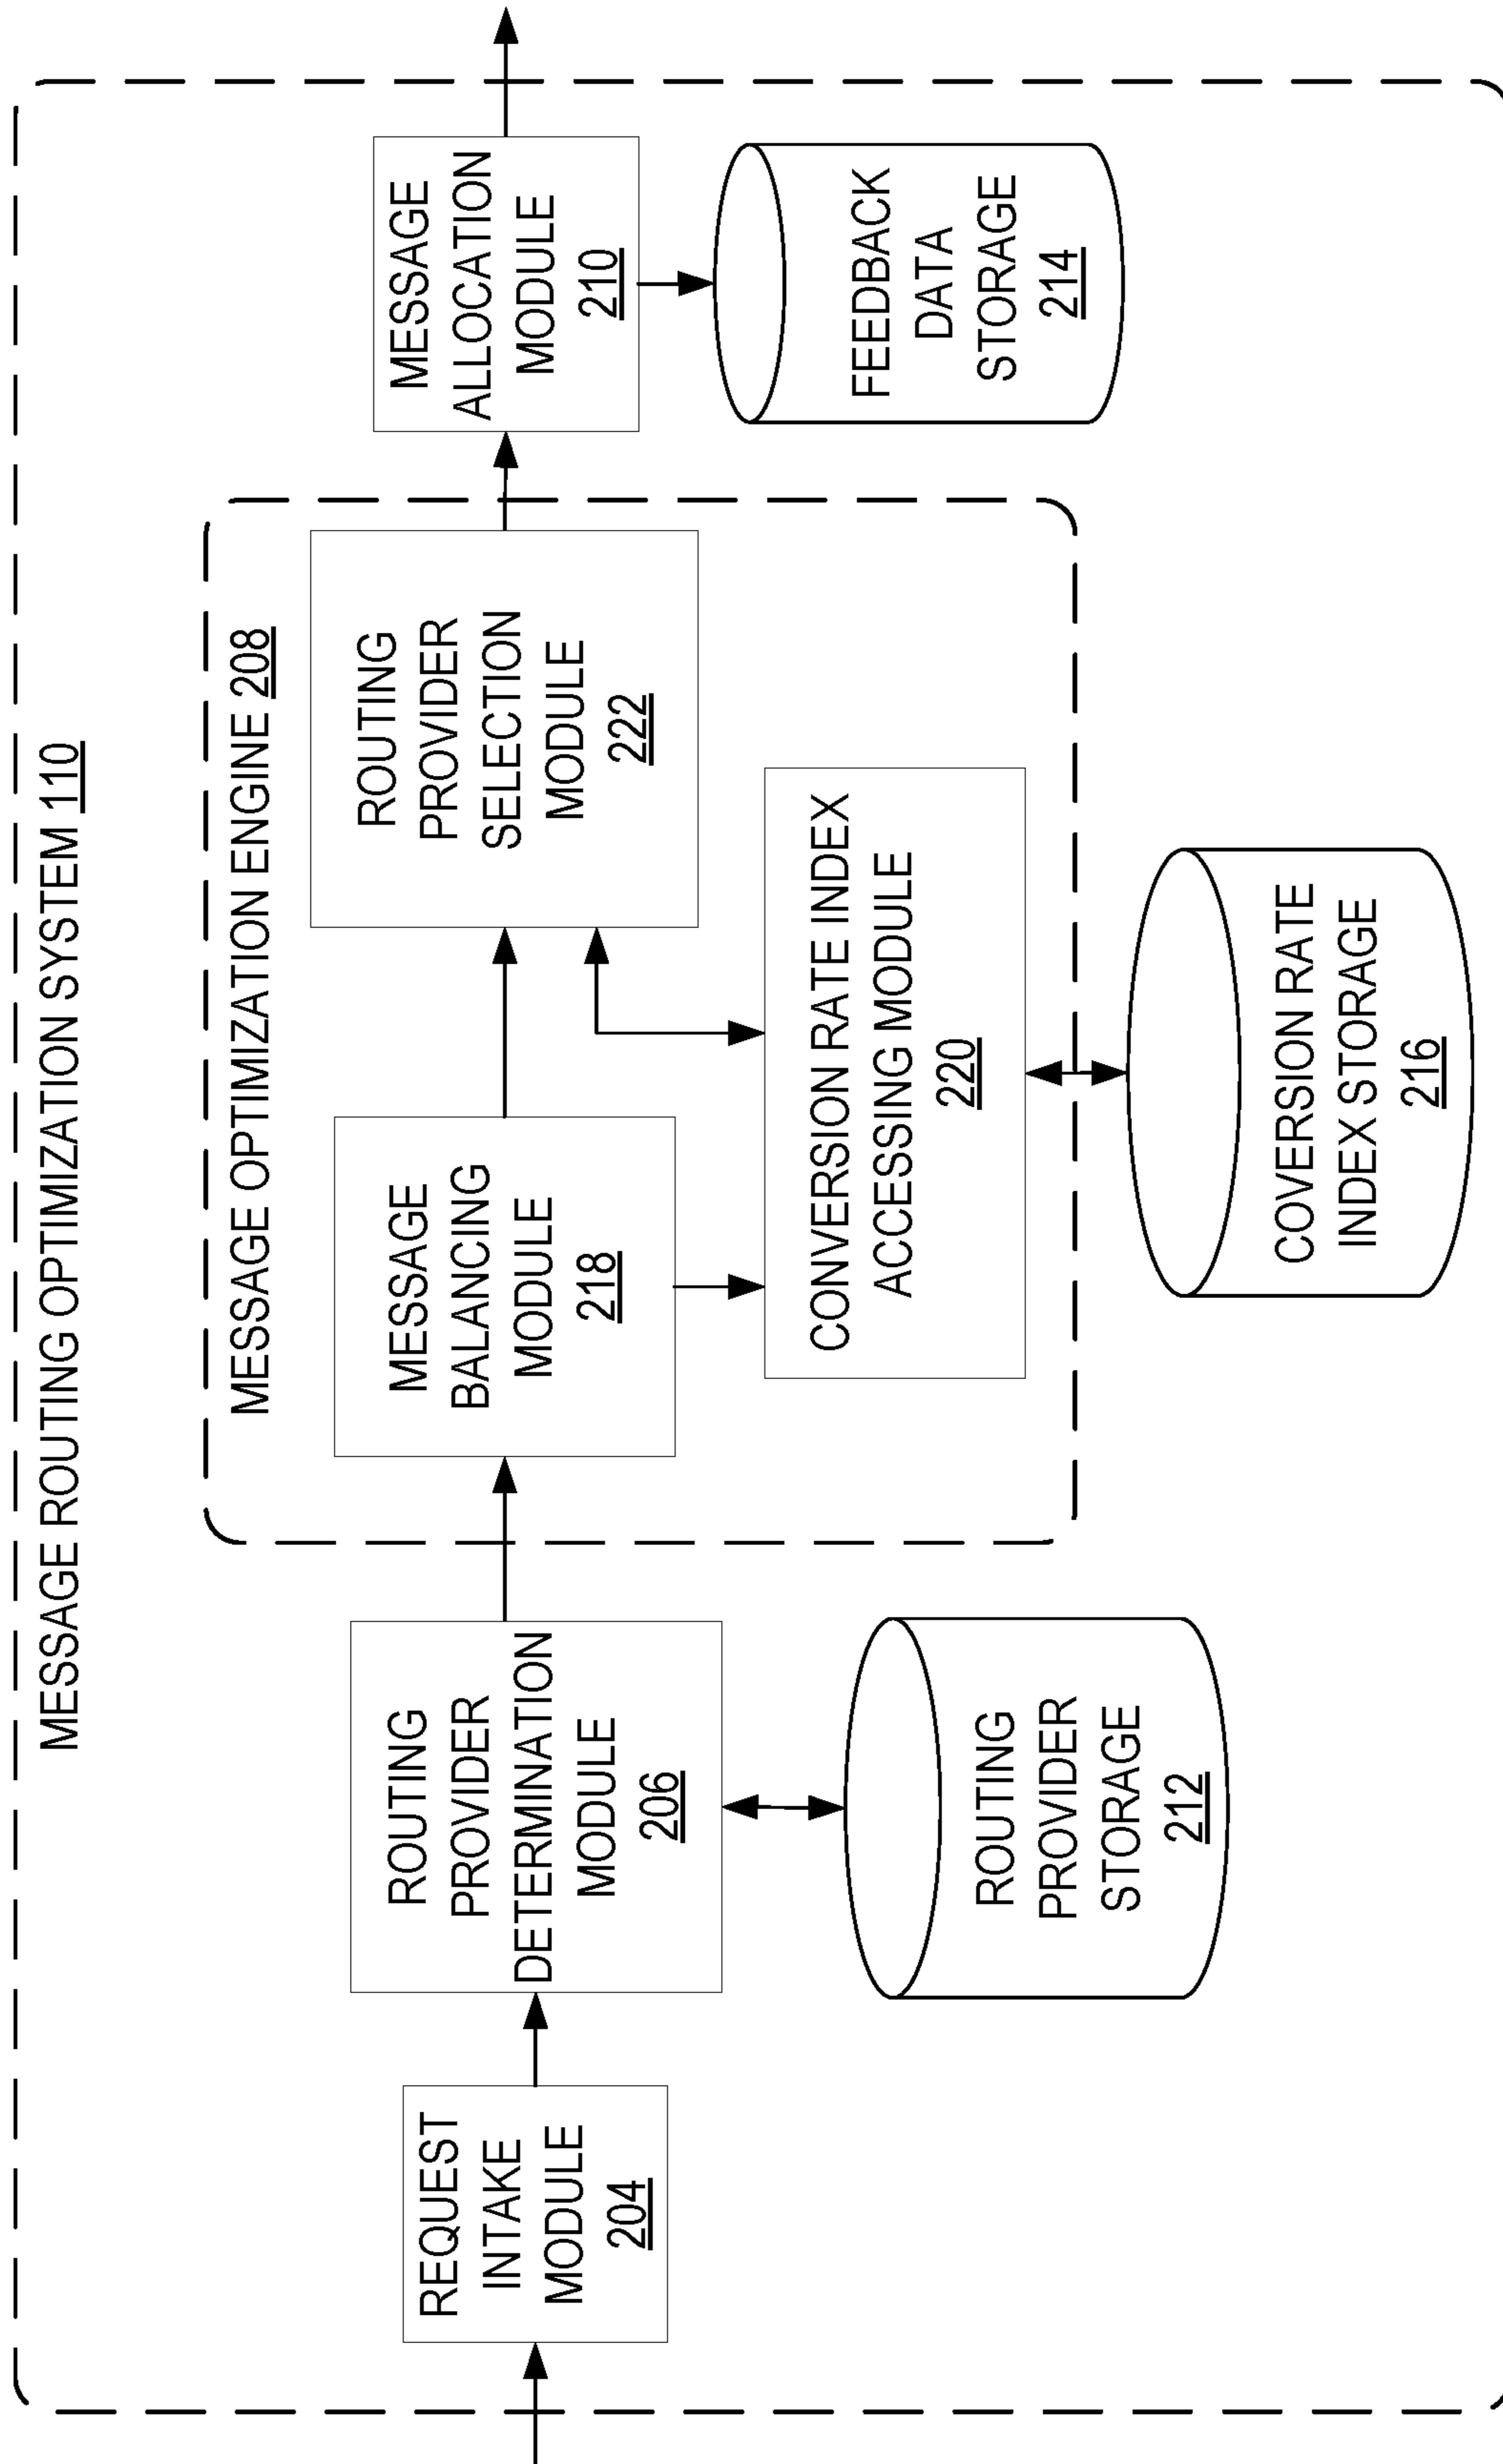 MESSAGE ROUTING OPTIMIZATION SYSTEM 110
MESSAGE OPTIMIZATION ENGINE 208
REQUEST
INTAKE
MODULE
204
ROUTING
PROVIDER
DETERMINATION
MODULE
206
MESSAGE
BALANCING
MODULE
218
ROUTING
PROVIDER
SELECTION
MODULE
222
MESSAGE
ALLOCATION
MODULE
210
CONVERSION RATE INDEX
ACCESSING MODULE
220
ROUTING
PROVIDER
STORAGE
212
COVERSION RATE
INDEX STORAGE
216
FEEDBACK
DATA
STORAGE
214